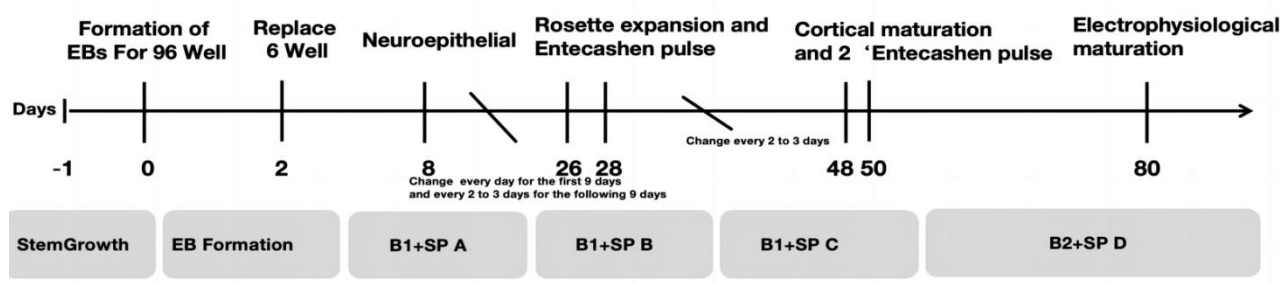 Formation of
EBs For 96 Well
Replace
6 Well
Neuroepithelial
Rosette expansion and
Entecashen pulse
Cortical maturation
and 2 ‘Entecashen pulse
Electrophysiological
maturation
Days
-1
0
2
8
26
28
48
50
80
Change every 2 to 3 days
Change every day for the first 9 days
and every 2 to 3 days for the following 9 days
StemGrowth
EB Formation
B1+SP A
B1+SP B
B1+SP C
B2+SP D